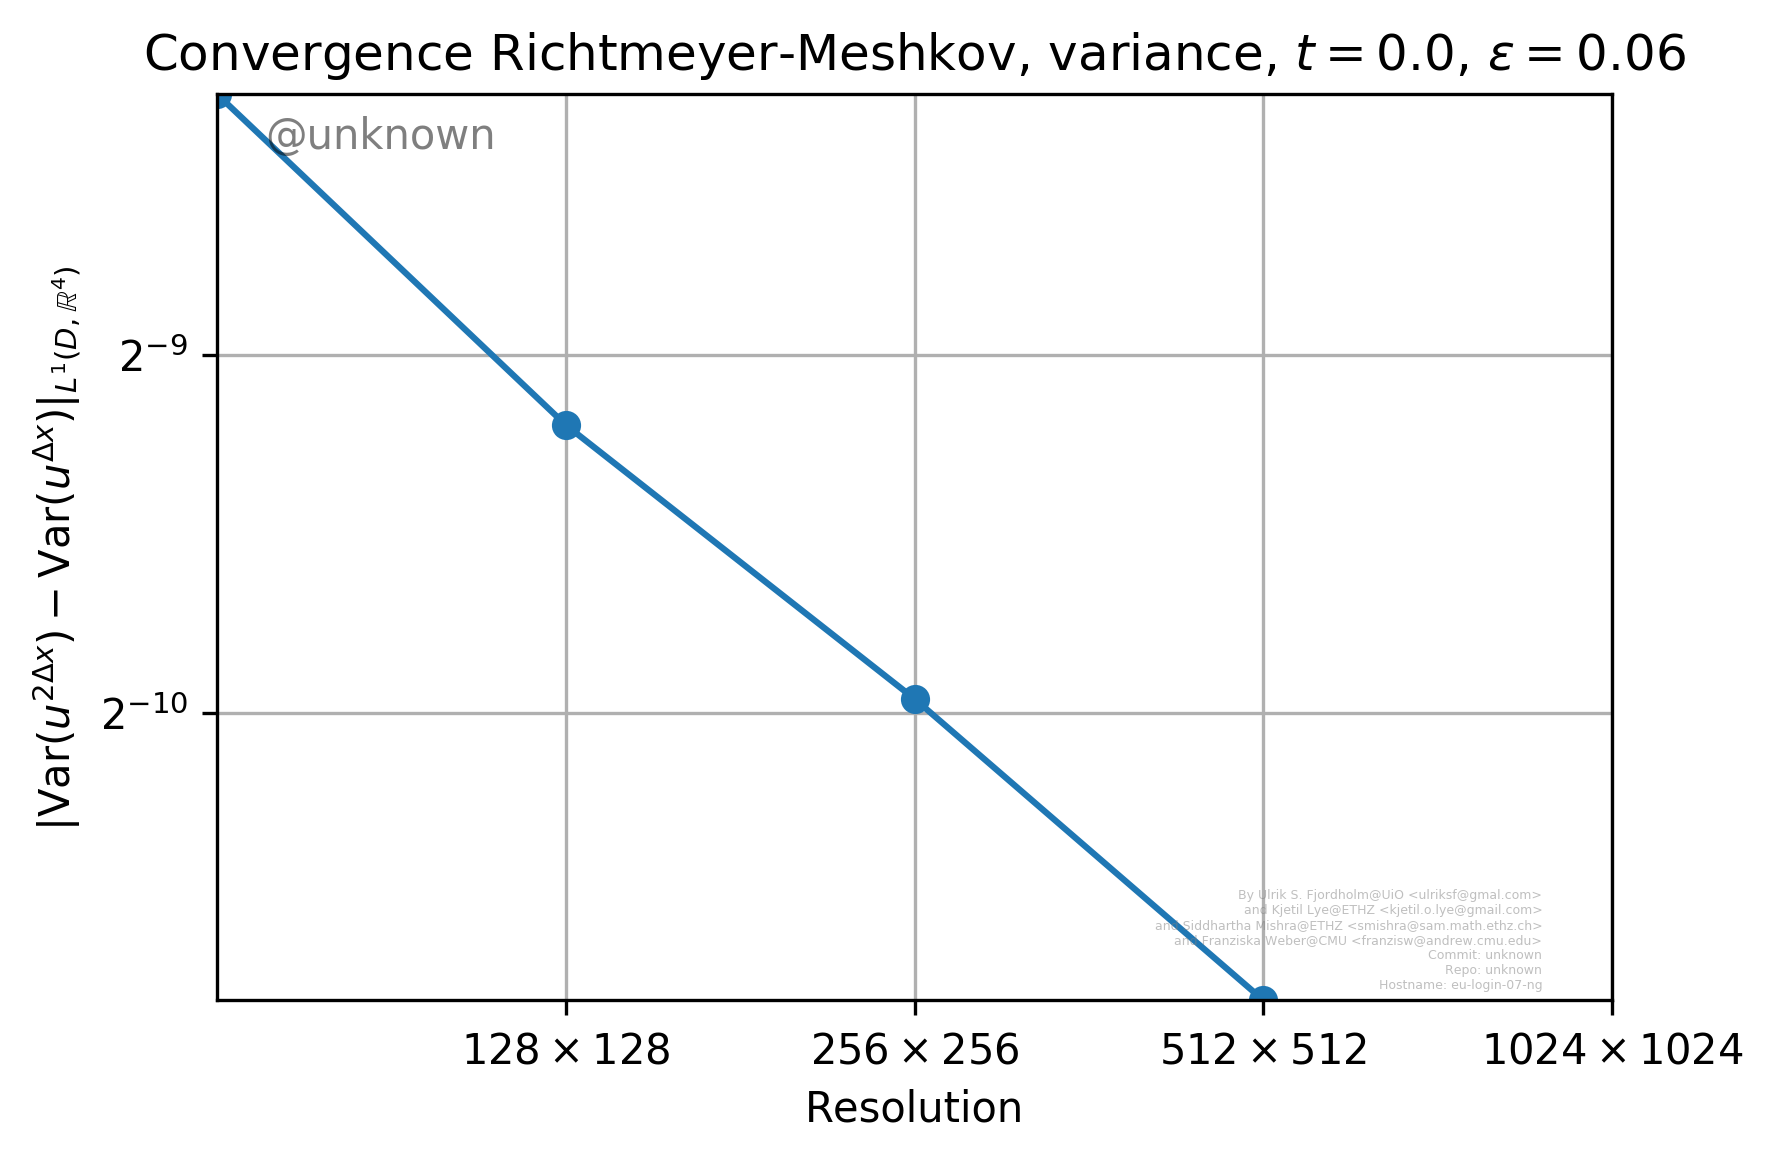 Convergence Richtmeyer-Meshkov, variance, t = 0.0, ε = 0.06
@unknown
|Var(u^{2Δx}) − Var(u^{Δx})|_{L^1(D, ℝ^4)}
2^{−9}
2^{−10}
By Ulrik S. Fjordholm@UiO <ulriksf@gmal.com>
and Kjetil Lye@ETHZ <kjetil.o.lye@gmail.com>
and Siddhartha Mishra@ETHZ <smishra@sam.math.ethz.ch>
and Franziska Weber@CMU <franzisw@andrew.cmu.edu>
Commit: unknown
Repo: unknown
Hostname: eu-login-07-ng
128 × 128
256 × 256
512 × 512
1024 × 1024
Resolution